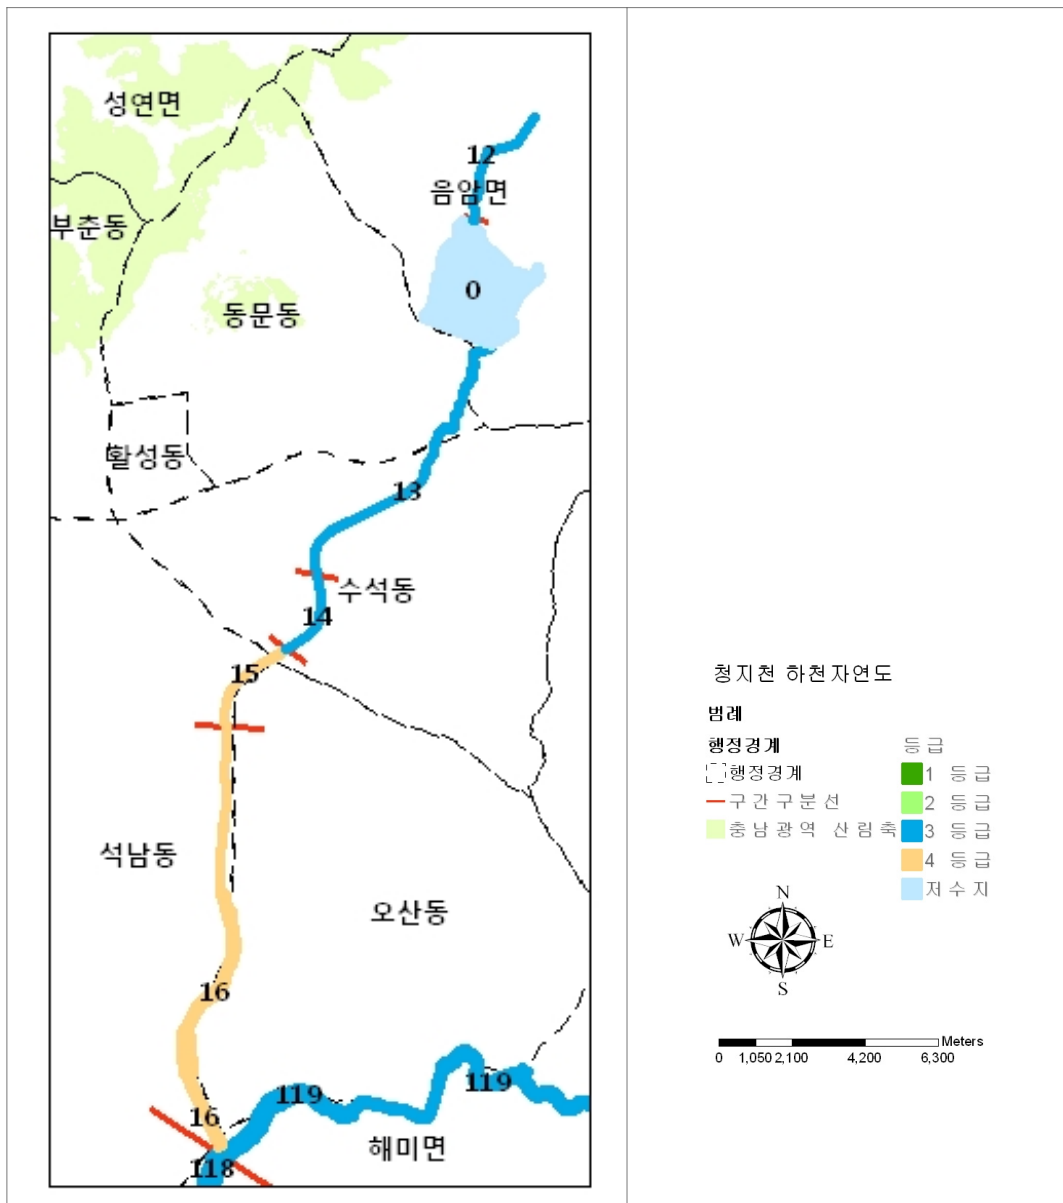 성연면
12
음암면
부춘동
0
동문동
활성동
13
수석동
14
15
석남동
오산동
16
119
119
16
해미면
118
청지천 하천자연도
범례
행정경계
행정경계
구간구분선
충남광역 산림축
등급
1 등급
2 등급
3 등급
4 등급
저수지
N
W E
S
0 1,050 2,100 4,200 6,300 Meters